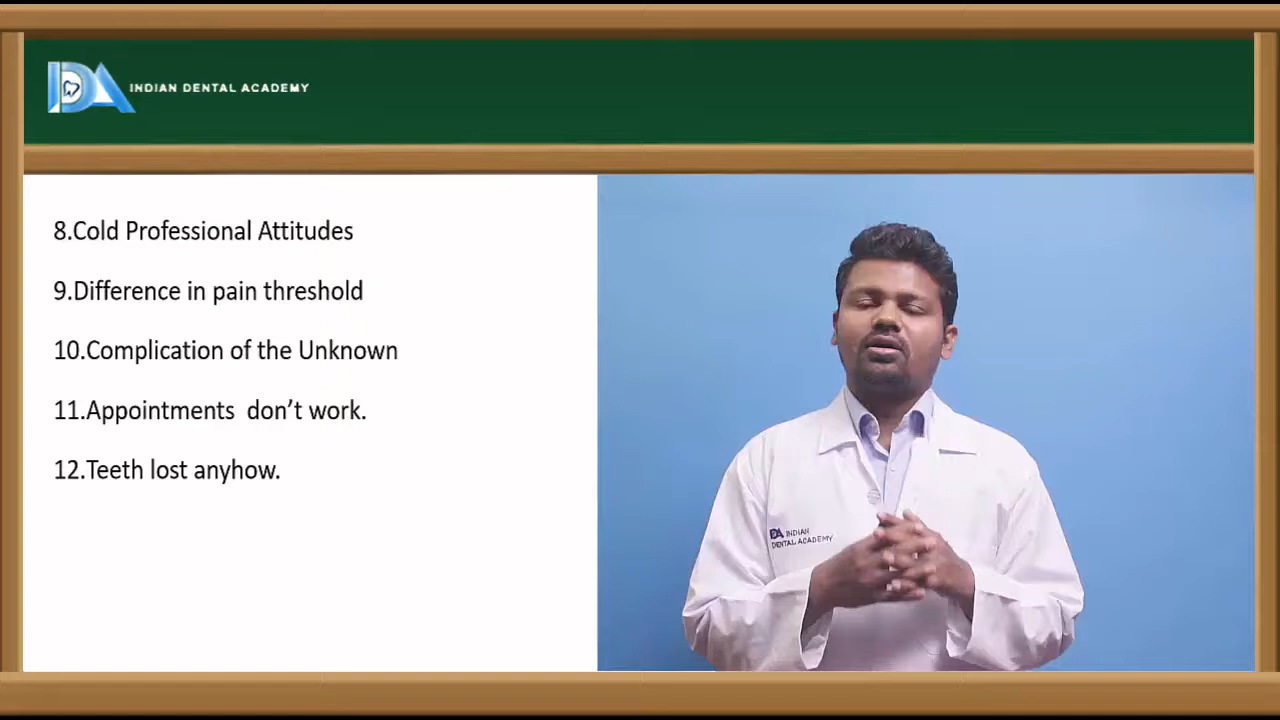 INDIAN DENTAL ACADEMY
8.Cold Professional Attitudes
9.Difference in pain threshold
10.Complication of the Unknown
11.Appointments  don’t work.
12.Teeth lost anyhow.
DA INDIAN
DENTAL ACADEMY